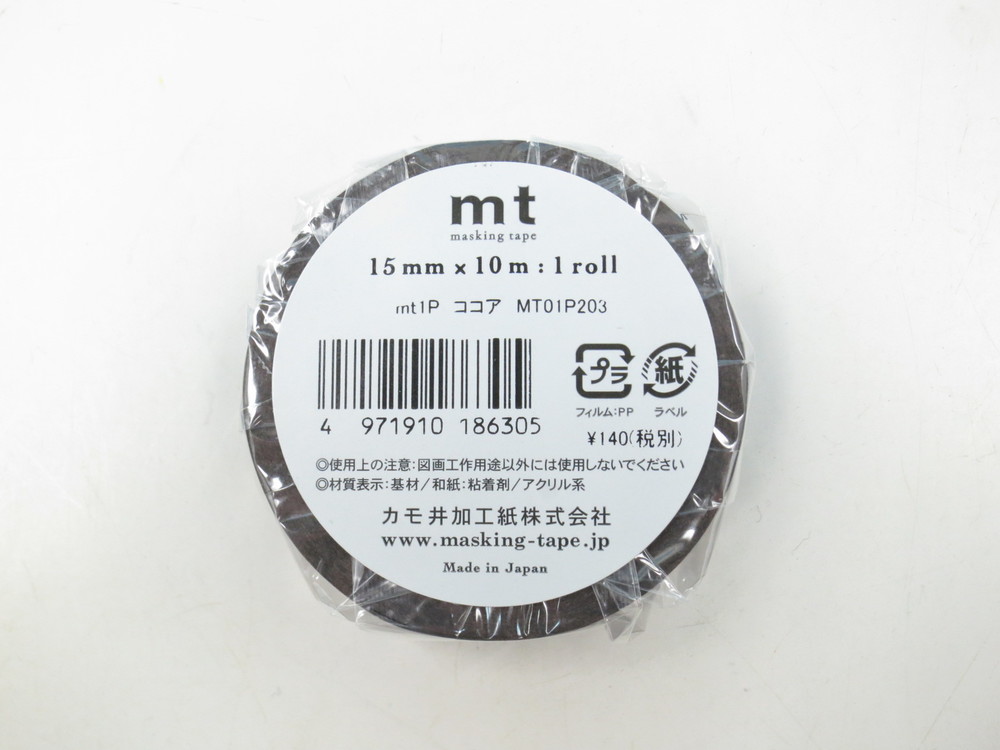 mt
masking tape
15mm x 10m : 1 roll
mt1P ココア MT01P203
プラ 紙
フィルム:PP ラベル
4 971910 186305
¥140(税別)
◎使用上の注意:図画工作用途以外には使用しないでください
◎材質表示:基材/和紙:粘着剤/アクリル系
カモ井加工紙株式会社
www.masking-tape.jp
Made in Japan